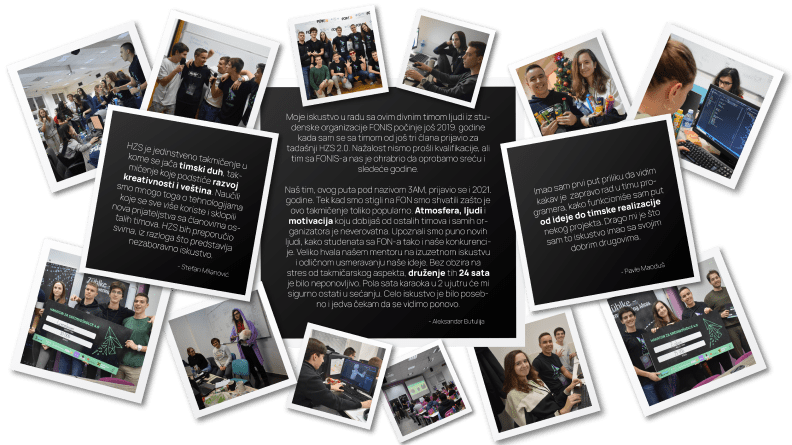 HZS je jedinstveno takmičenje u
kome se jača timski duh, tak-
mičenje koje podstiče razvoj
kreativnosti i veština. Naučili
smo mnogo toga o tehnologijama
koje se sve više koriste i sklopili
nova prijateljstva sa članovima os-
talih timova. HZS bih preporučio
svima, iz razloga što predstavlja
nezaboravno iskustvo.
- Stefan Milanović
Moje iskustvo u radu sa ovim divnim timom ljudi iz stu-
denske organizacije FONIS počinje još 2019. godine
kada sam se sa timom od još tri člana prijavio za
tadašnji HZS 2.0. Nažalost nismo prošli kvalifikacije, ali
tim sa FONIS-a nas je ohrabrio da oprobamo sreću i
sledeće godine.
Naš tim, ovog puta pod nazivom 3AM, prijavio se i 2021.
godine. Tek kad smo stigli na FON smo shvatili zašto je
ovo takmičenje toliko popularno. Atmosfera, ljudi i
motivacija koju dobijaš od ostalih timova i samih or-
ganizatora je neverovatna. Upoznali smo puno novih
ljudi, kako studenata sa FON-a tako i naše konkurenci-
je. Veliko hvala našem mentoru na izuzetnom iskustvu
i odličnom usmeravanju naše ideje. Bez obzira na
stres od takmičarskog aspekta, druženje tih 24 sata
je bilo neponovljivo. Pola sata karaoka u 2 ujutru će mi
sigurno ostati u sećanju. Celo iskustvo je bilo poseb-
no i jedva čekam da se vidimo ponovo.
- Aleksandar Butulija
Imao sam prvi put priliku da vidim
kakav je zapravo rad u timu pro-
gramera, kako funkcioniše sam put
od ideje do timske realizacije
nekog projekta. Drago mi je što
sam to iskustvo imao sa svojim
dobrim drugovima.
- Pavle Manduš
Zühlke
Zühlke